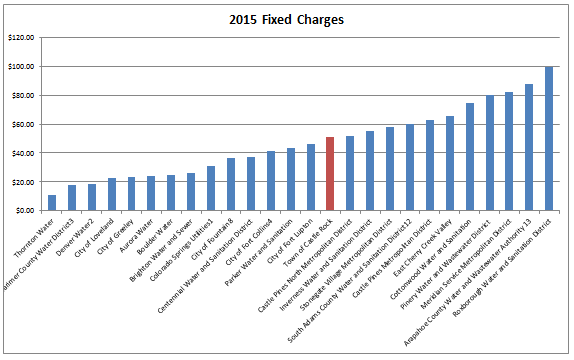 2015 Fixed Charges
$120.00
$100.00
$80.00
$60.00
$40.00
$20.00
$0.00
Thornton Water
arimer County Water District3
Denver Water2
City of Loveland
City of Greeley
Aurora Water
Boulder Water
Brighton Water and Sewer
Colorado Springs Utilities1
City of Fountain8
Centennial Water and Sanitation District
City of Fort Collins4
Parker Water and Sanitation
City of Fort Lupton
Town of Castle Rock
Castle Pines North Metropolitan District
Inverness Water and Sanitation District
Stonegate Village Metropolitan District
South Adams County Water and Sanitation District12
Castle Pines Metropolitan District
East Cherry Creek Valley
Cottonwood Water and Sanitation
Pinery Water and Wastewater District
Meridian Service Metropolitan District
Arapahoe County Water and Wastewater Authority 13
Roxborough Water and Sanitation District